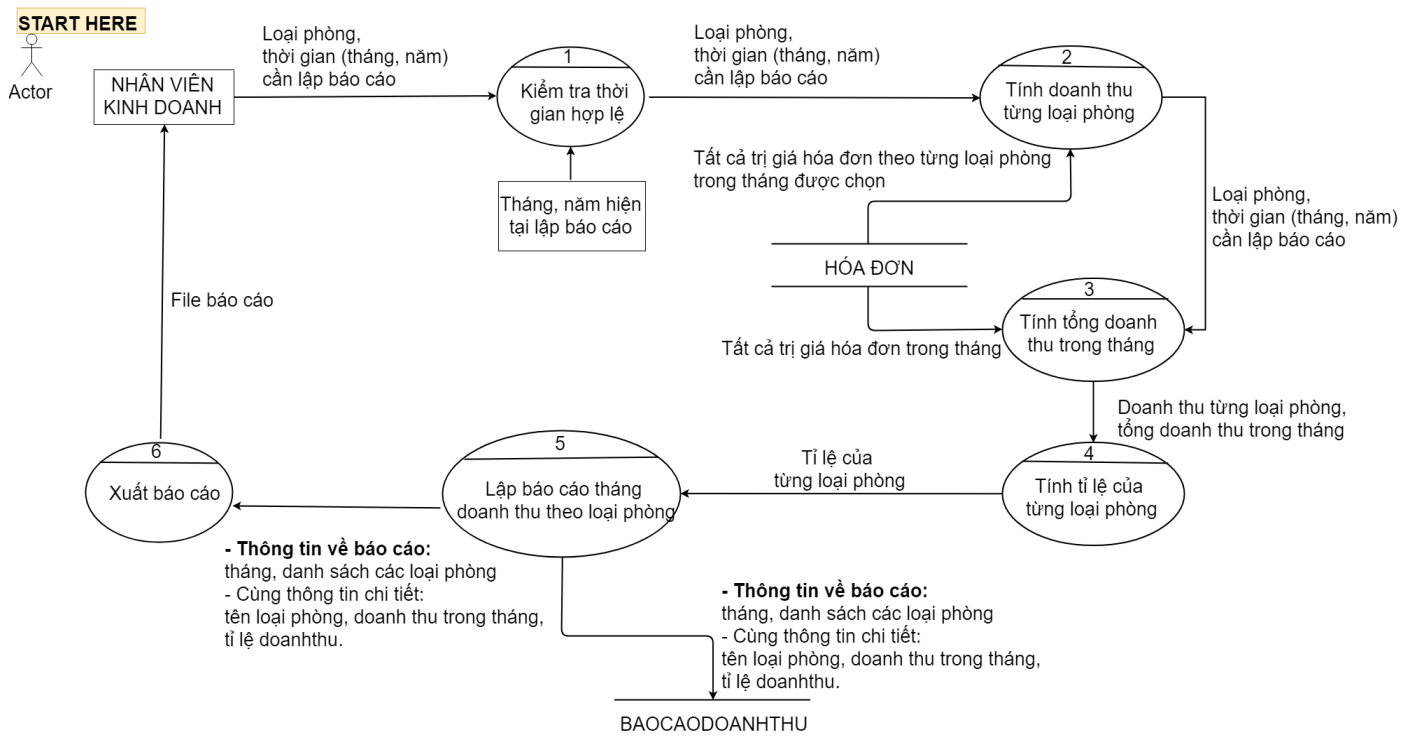 START HERE
Actor
NHÂN VIÊN
KINH DOANH
Loại phòng,
thời gian (tháng, năm)
cần lập báo cáo
1
Kiểm tra thời
gian hợp lệ
Tháng, năm hiện
tại lập báo cáo
Loại phòng,
thời gian (tháng, năm)
cần lập báo cáo
2
Tính doanh thu
từng loại phòng
Tất cả trị giá hóa đơn theo từng loại phòng
trong tháng được chọn
HÓA ĐƠN
Tất cả trị giá hóa đơn trong tháng
Loại phòng,
thời gian (tháng, năm)
cần lập báo cáo
3
Tính tổng doanh
thu trong tháng
Doanh thu từng loại phòng,
tổng doanh thu trong tháng
4
Tính tỉ lệ của
từng loại phòng
Tỉ lệ của
từng loại phòng
5
Lập báo cáo tháng
doanh thu theo loại phòng
- Thông tin về báo cáo:
tháng, danh sách các loại phòng
- Cùng thông tin chi tiết:
tên loại phòng, doanh thu trong tháng,
tỉ lệ doanhthu.
BAOCAODOANHTHU
- Thông tin về báo cáo:
tháng, danh sách các loại phòng
- Cùng thông tin chi tiết:
tên loại phòng, doanh thu trong tháng,
tỉ lệ doanhthu.
6
Xuất báo cáo
File báo cáo